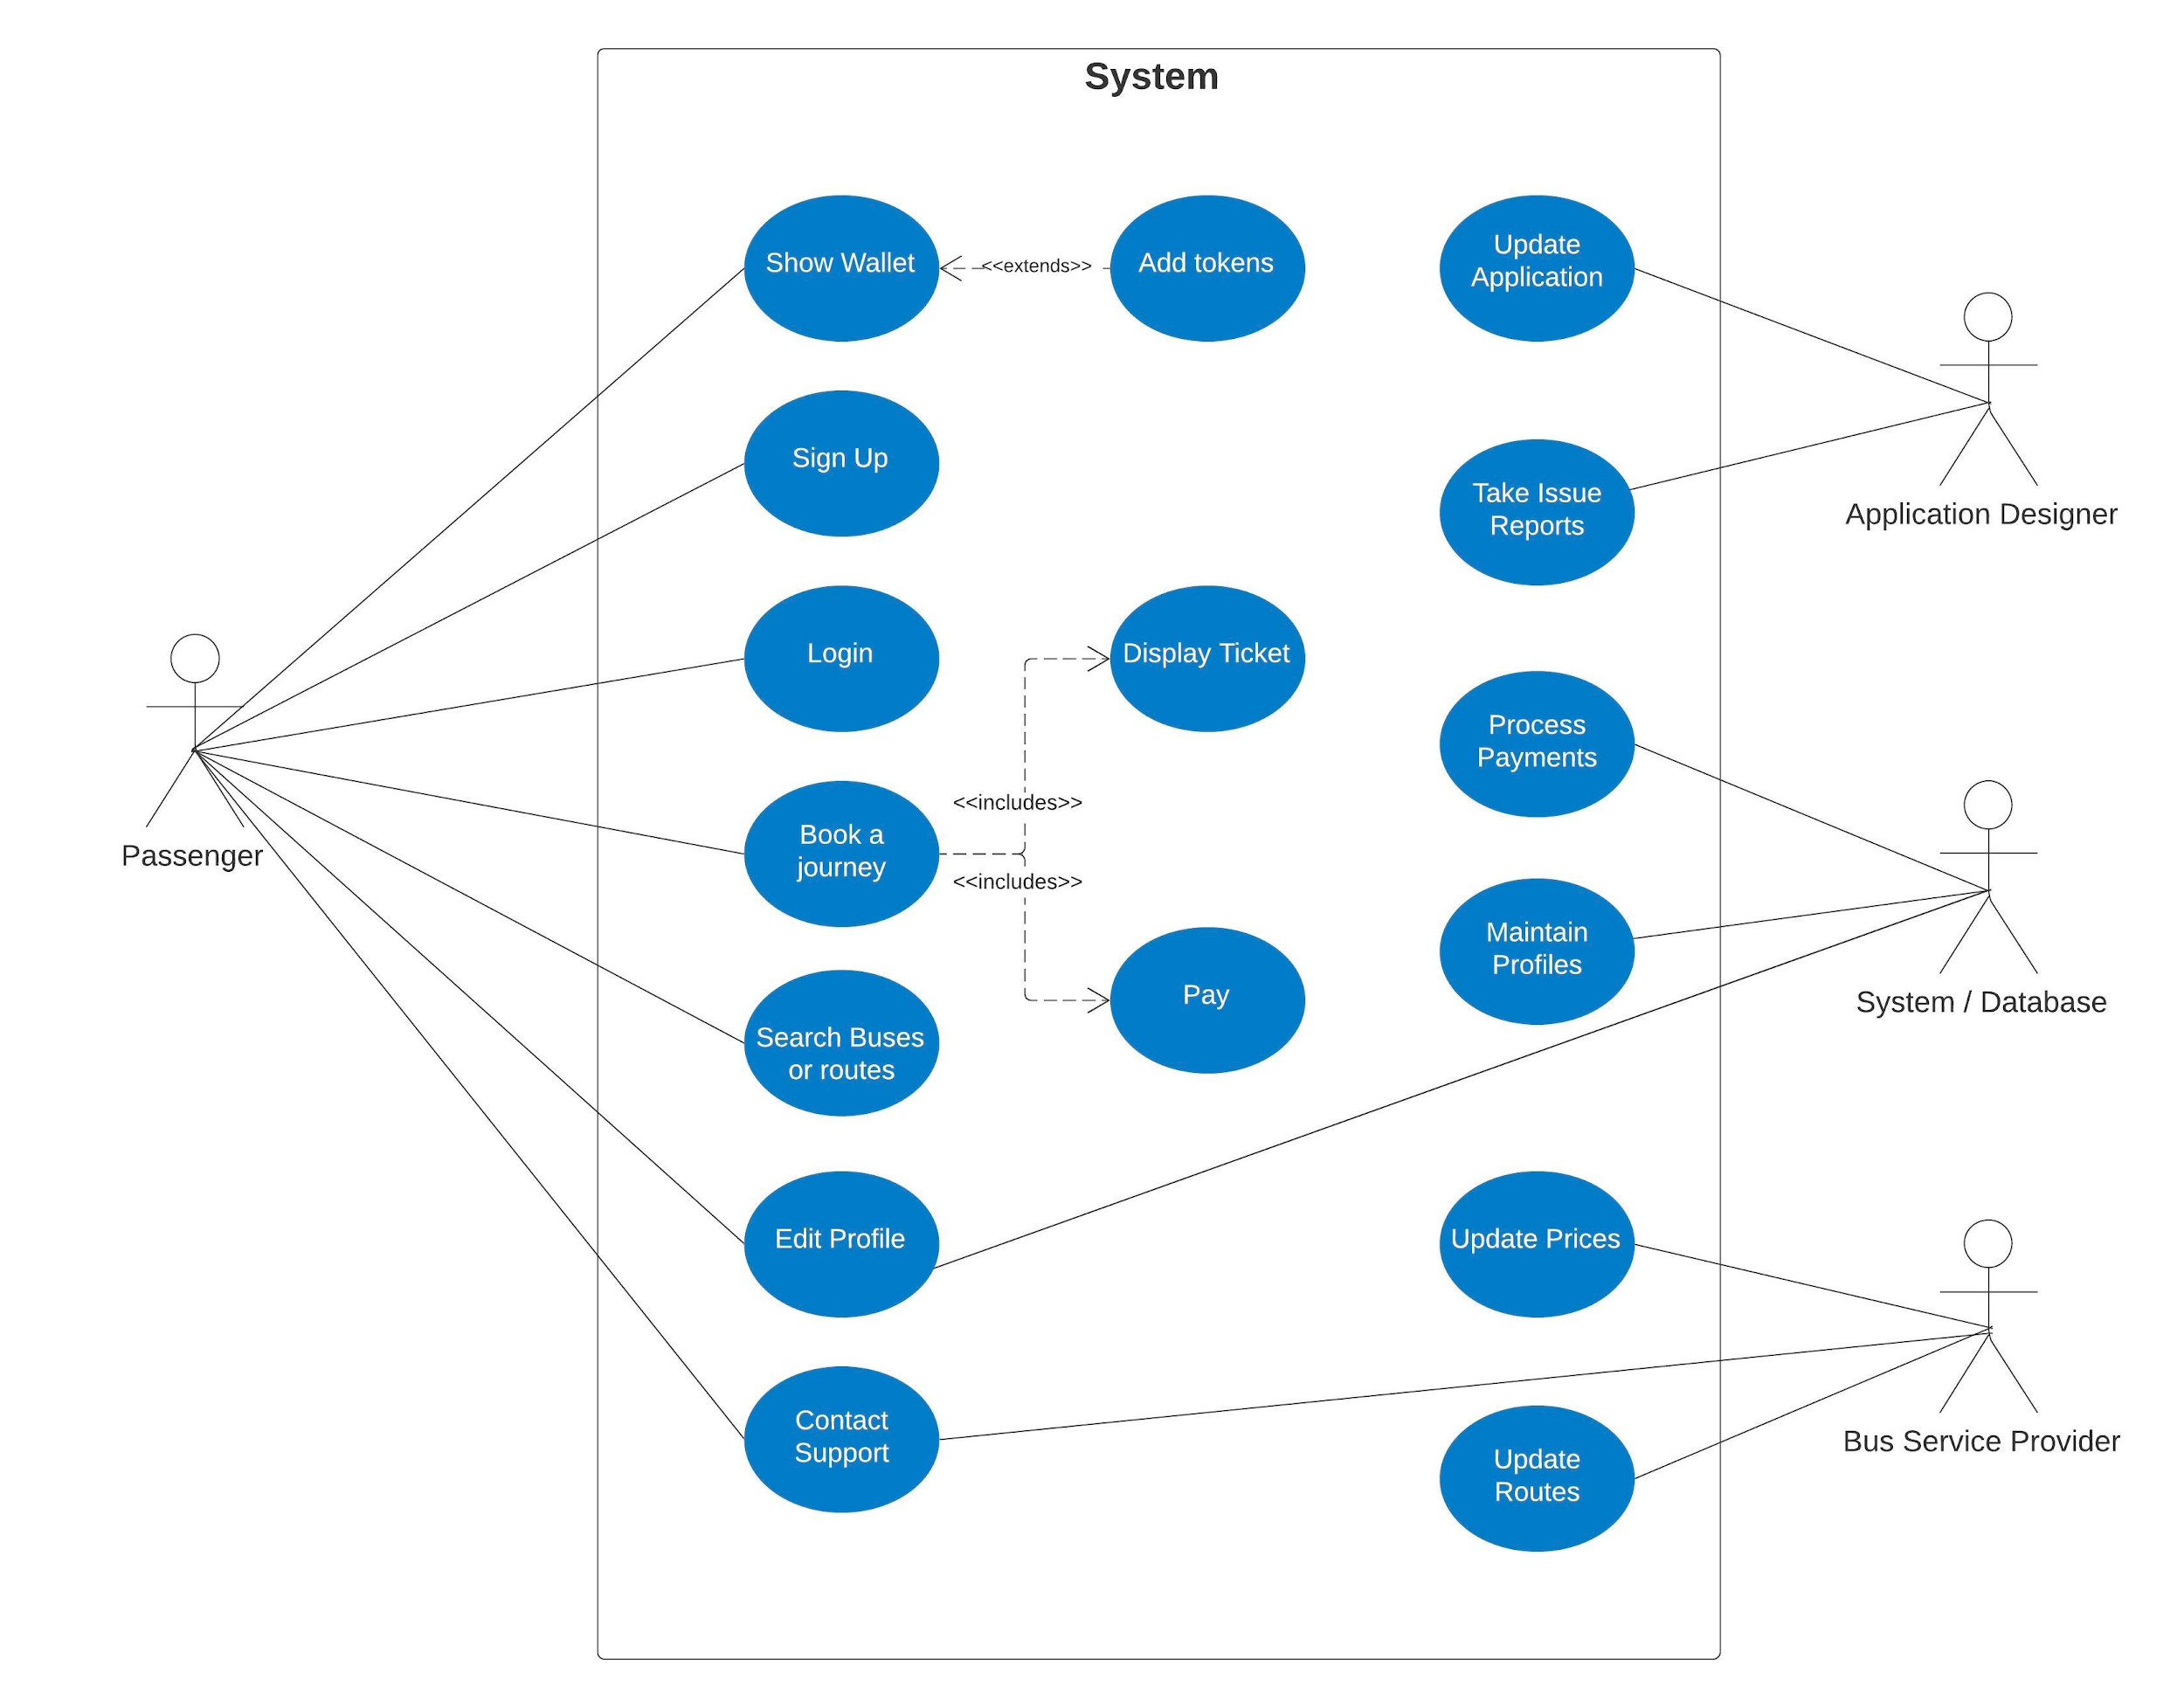 System
Show Wallet
<<extends>>
Add tokens
Update
Application
Sign Up
Take Issue
Reports
Application Designer
Login
Display Ticket
Process
Payments
<<includes>>
Book a
journey
Passenger
<<includes>>
Maintain
Profiles
Pay
System / Database
Search Buses
or routes
Edit Profile
Update Prices
Contact
Support
Bus Service Provider
Update
Routes